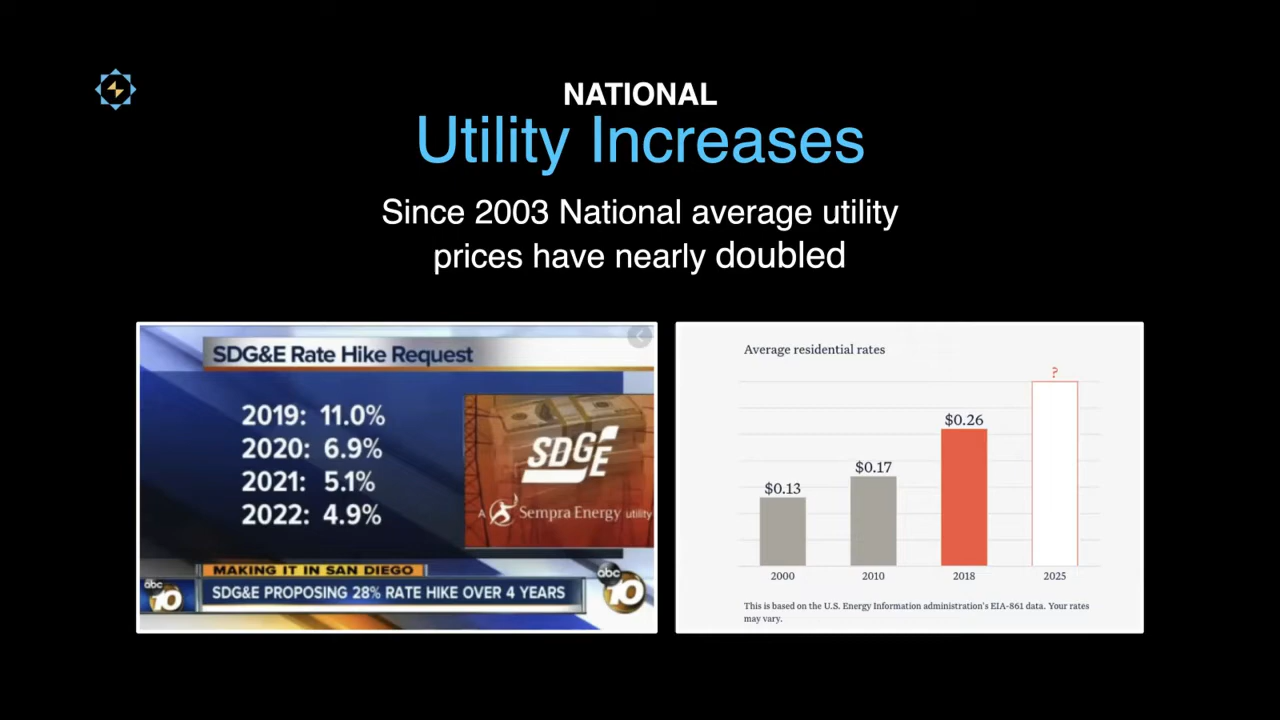 NATIONAL
Utility Increases
Since 2003 National average utility
prices have nearly doubled
SDG&E Rate Hike Request
2019: 11.0%
2020: 6.9%
2021: 5.1%
2022: 4.9%
SDGE
A Sempra Energy utility
MAKING IT IN SAN DIEGO
abc 10
SDG&E PROPOSING 28% RATE HIKE OVER 4 YEARS
abc 10
Average residential rates
?
$0.26
$0.17
$0.13
2000 2010 2018 2025
This is based on the U.S. Energy Information administration's EIA-861 data. Your rates
may vary.